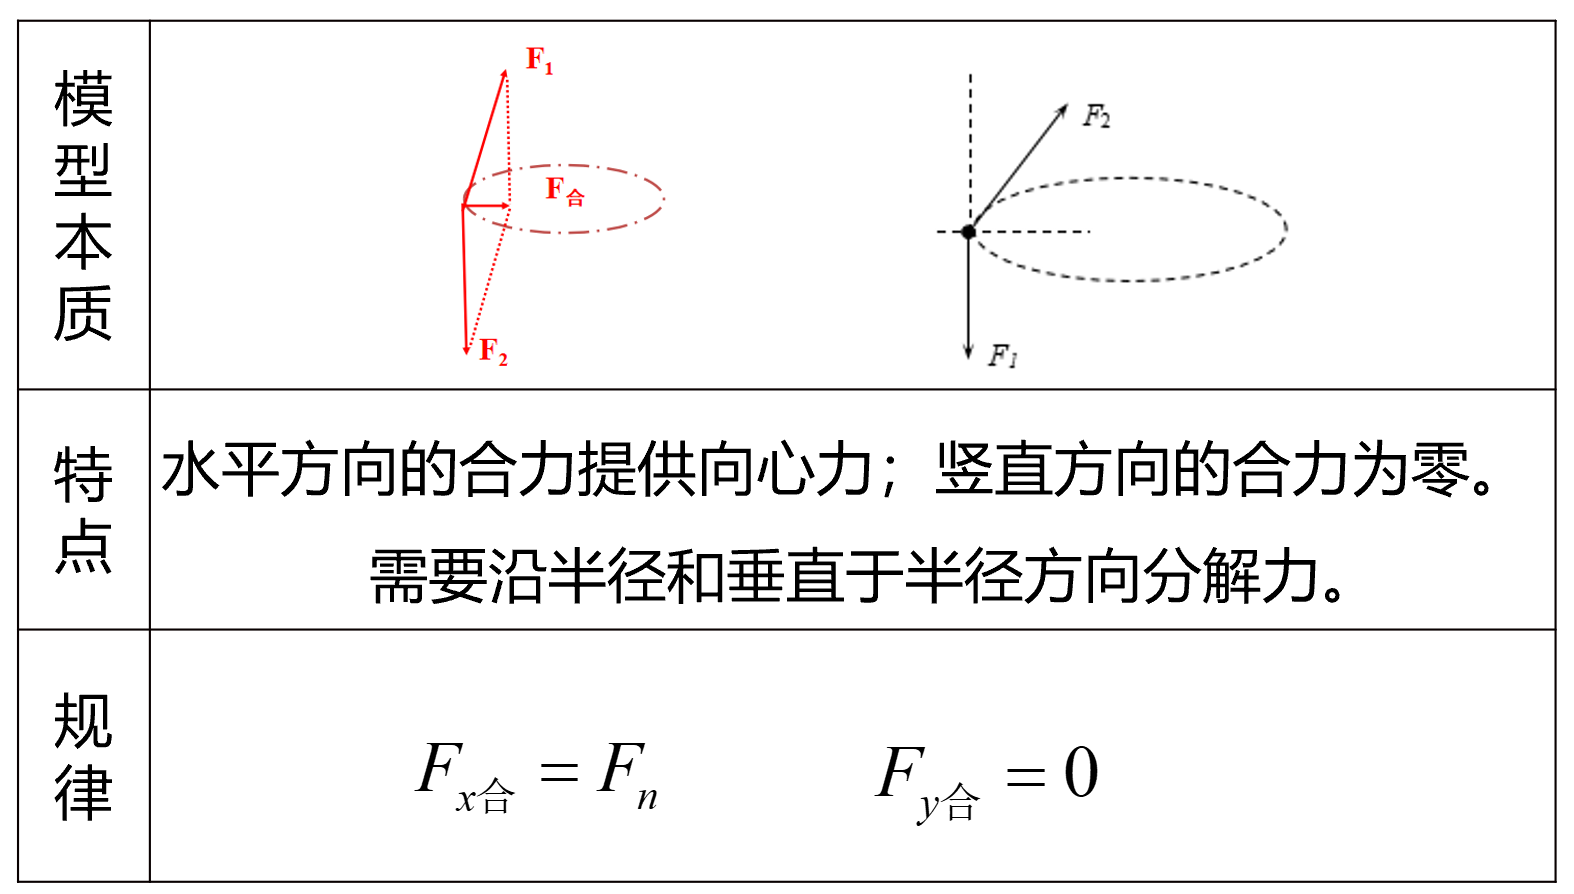 模型本质
F₁
F合
F₂
F₂
F₁
特点
水平方向的合力提供向心力；竖直方向的合力为零。
需要沿半径和垂直于半径方向分解力。
规律
Fₓ合 = Fₙ
F_y合 = 0